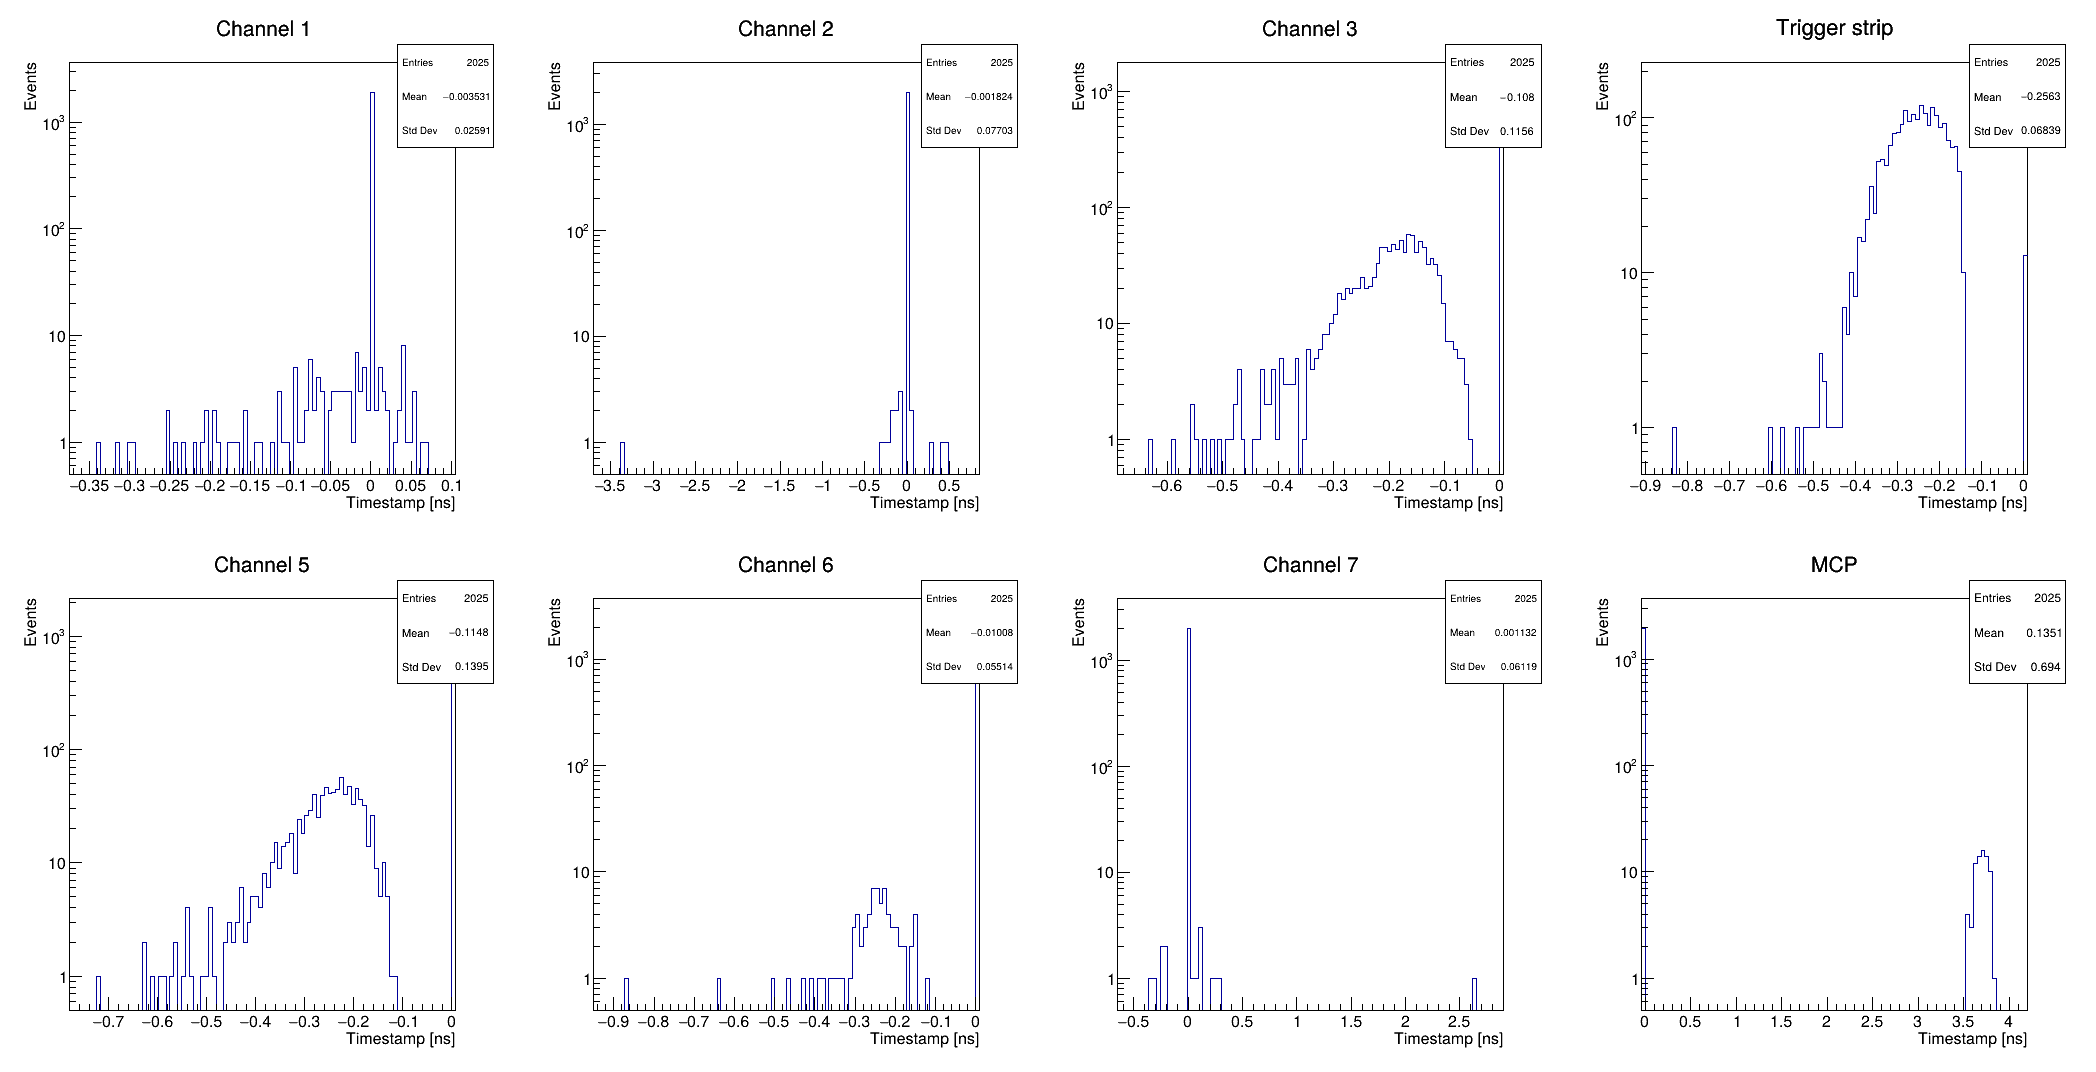 Channel 1
Entries 2025
Mean −0.003531
Std Dev 0.02591
Events
10³
10²
10
1
−0.35 −0.3 −0.25 −0.2 −0.15 −0.1 −0.05 0 0.05 0.1
Timestamp [ns]
Channel 2
Entries 2025
Mean −0.001824
Std Dev 0.07703
Events
10³
10²
10
1
−3.5 −3 −2.5 −2 −1.5 −1 −0.5 0 0.5
Timestamp [ns]
Channel 3
Entries 2025
Mean −0.108
Std Dev 0.1156
Events
10³
10²
10
1
−0.6 −0.5 −0.4 −0.3 −0.2 −0.1 0
Timestamp [ns]
Trigger strip
Entries 2025
Mean −0.2563
Std Dev 0.06839
Events
10²
10
1
−0.9 −0.8 −0.7 −0.6 −0.5 −0.4 −0.3 −0.2 −0.1 0
Timestamp [ns]
Channel 5
Entries 2025
Mean −0.1148
Std Dev 0.1395
Events
10³
10²
10
1
−0.7 −0.6 −0.5 −0.4 −0.3 −0.2 −0.1 0
Timestamp [ns]
Channel 6
Entries 2025
Mean −0.01008
Std Dev 0.05514
Events
10³
10²
10
1
−0.9 −0.8 −0.7 −0.6 −0.5 −0.4 −0.3 −0.2 −0.1 0
Timestamp [ns]
Channel 7
Entries 2025
Mean 0.001132
Std Dev 0.06119
Events
10³
10²
10
1
−0.5 0 0.5 1 1.5 2 2.5
Timestamp [ns]
MCP
Entries 2025
Mean 0.1351
Std Dev 0.694
Events
10³
10²
10
1
0 0.5 1 1.5 2 2.5 3 3.5 4
Timestamp [ns]